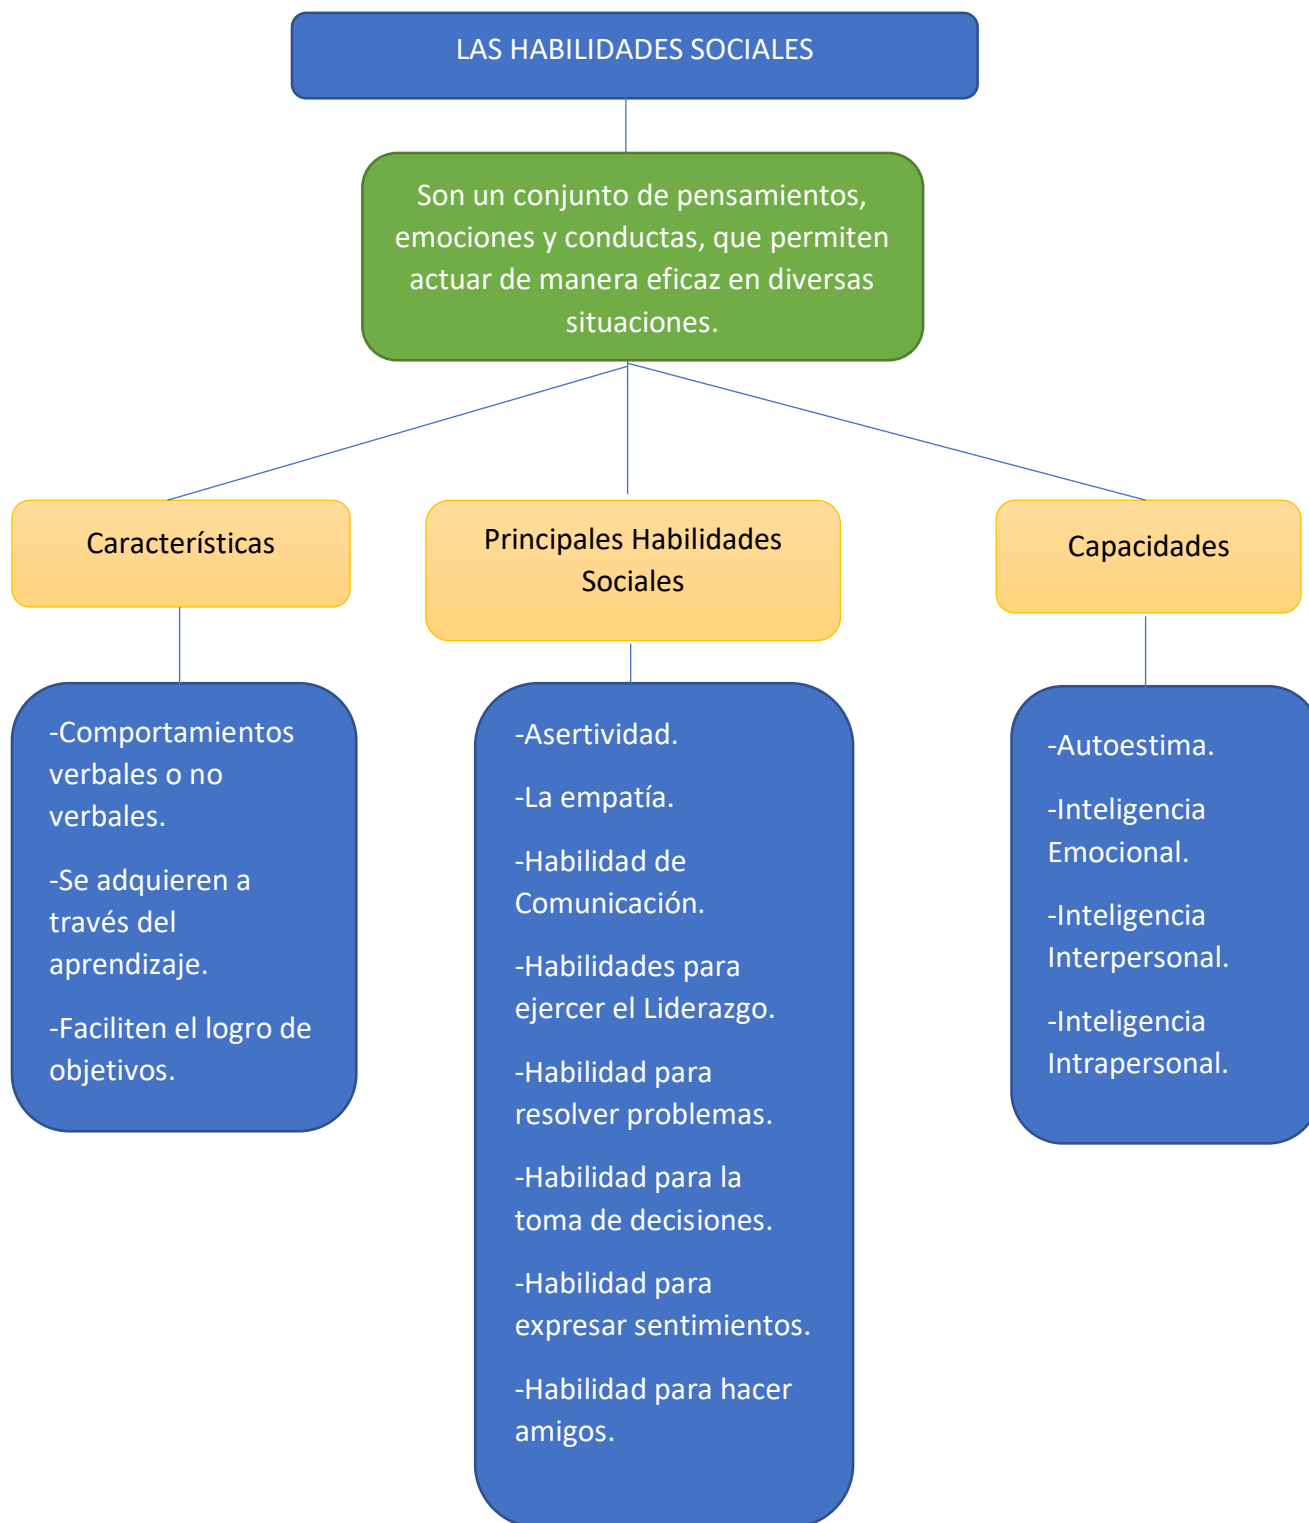 LAS HABILIDADES SOCIALES
Son un conjunto de pensamientos,
emociones y conductas, que permiten
actuar de manera eficaz en diversas
situaciones.
Características
-Comportamientos
verbales o no
verbales.
-Se adquieren a
través del
aprendizaje.
-Faciliten el logro de
objetivos.
Principales Habilidades
Sociales
-Asertividad.
-La empatía.
-Habilidad de
Comunicación.
-Habilidades para
ejercer el Liderazgo.
-Habilidad para
resolver problemas.
-Habilidad para la
toma de decisiones.
-Habilidad para
expresar sentimientos.
-Habilidad para hacer
amigos.
Capacidades
-Autoestima.
-Inteligencia
Emocional.
-Inteligencia
Interpersonal.
-Inteligencia
Intrapersonal.